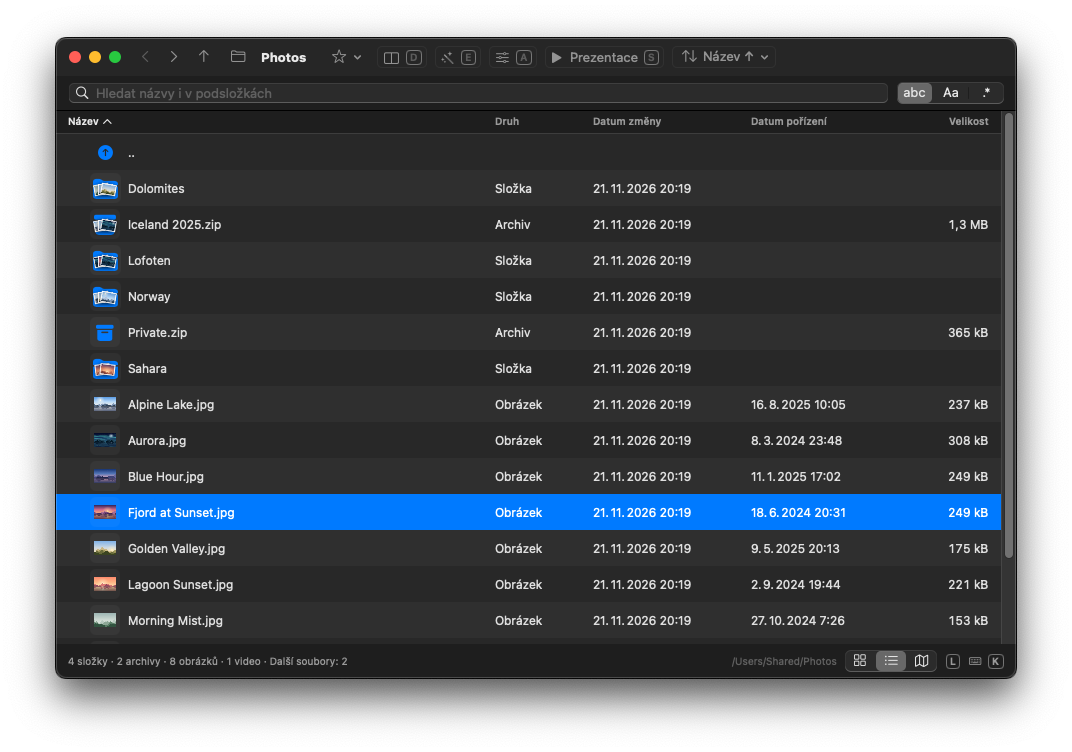 Photos D E A Prezentace S Název
Hledat názvy i v podsložkách abc Aa .*
Název Druh Datum změny Datum pořízení Velikost
..
Dolomites Složka 21. 11. 2026 20:19
Iceland 2025.zip Archiv 21. 11. 2026 20:19 1,3 MB
Lofoten Složka 21. 11. 2026 20:19
Norway Složka 21. 11. 2026 20:19
Private.zip Archiv 21. 11. 2026 20:19 365 kB
Sahara Složka 21. 11. 2026 20:19
Alpine Lake.jpg Obrázek 21. 11. 2026 20:19 16. 8. 2025 10:05 237 kB
Aurora.jpg Obrázek 21. 11. 2026 20:19 8. 3. 2024 23:48 308 kB
Blue Hour.jpg Obrázek 21. 11. 2026 20:19 11. 1. 2025 17:02 249 kB
Fjord at Sunset.jpg Obrázek 21. 11. 2026 20:19 18. 6. 2024 20:31 249 kB
Golden Valley.jpg Obrázek 21. 11. 2026 20:19 9. 5. 2025 20:13 175 kB
Lagoon Sunset.jpg Obrázek 21. 11. 2026 20:19 2. 9. 2024 19:44 221 kB
Morning Mist.jpg Obrázek 21. 11. 2026 20:19 27. 10. 2024 7:26 153 kB
4 složky · 2 archivy · 8 obrázků · 1 video · Další soubory: 2 /Users/Shared/Photos L K